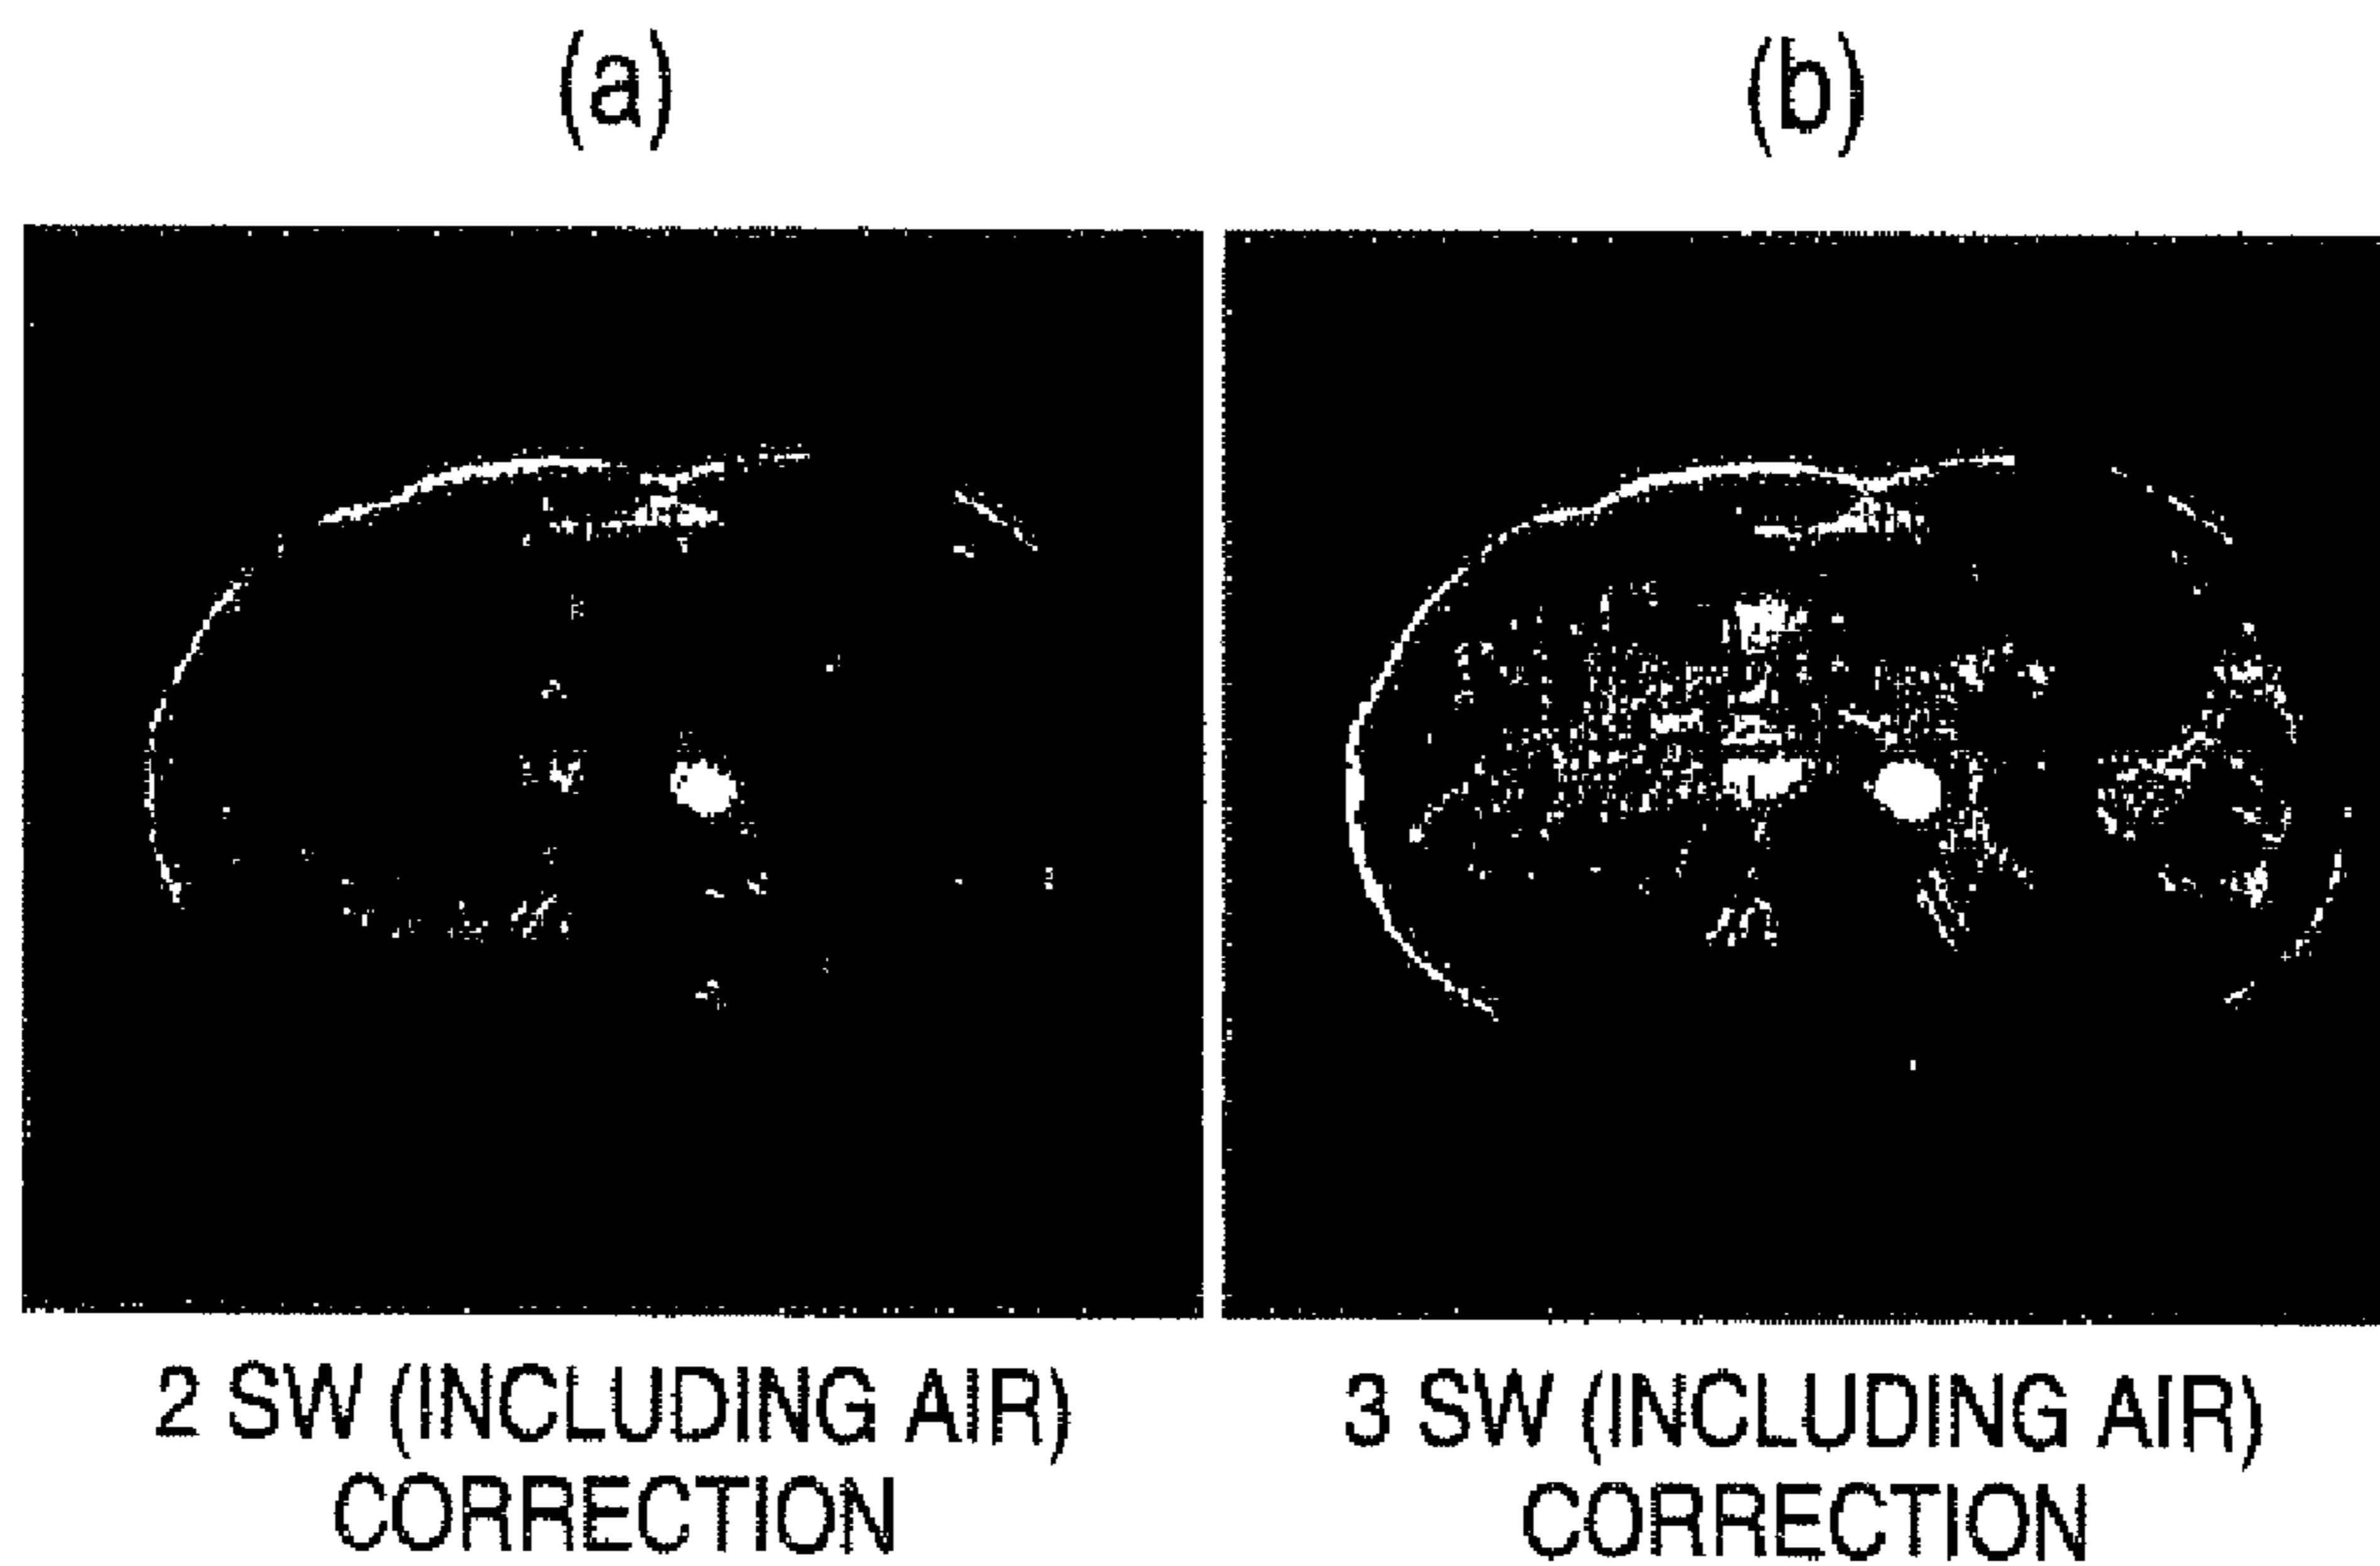 (a)
(b)
2 SW (INCLUDING AIR)
CORRECTION
3 SW (INCLUDING AIR)
CORRECTION